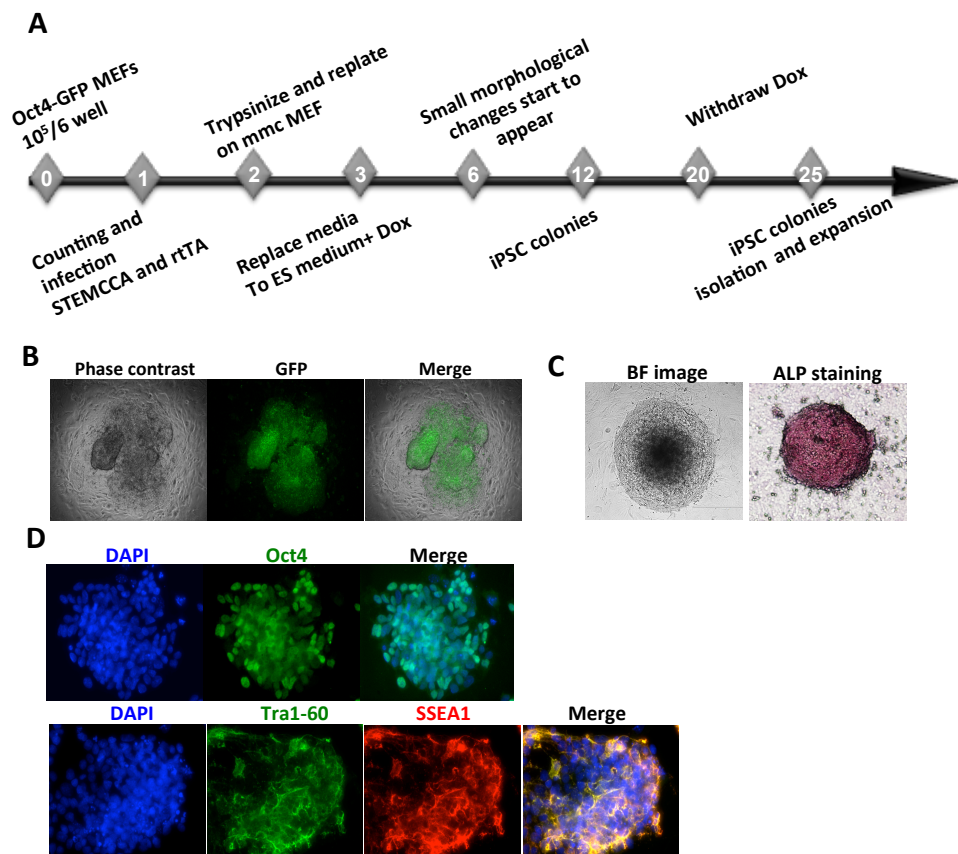 A
Oct4-GFP MEFs
10⁵/6 well
Trypsinize and replate
on mmc MEF
Small morphological
changes start to
appear
Withdraw Dox
0 1 2 3 6 12 20 25
Counting and
infection
STEMCCA and rtTA
Replace media
To ES medium+ Dox
iPSC colonies
iPSC colonies
isolation and expansion
B
Phase contrast GFP Merge
C
BF image ALP staining
D
DAPI Oct4 Merge
DAPI Tra1-60 SSEA1 Merge